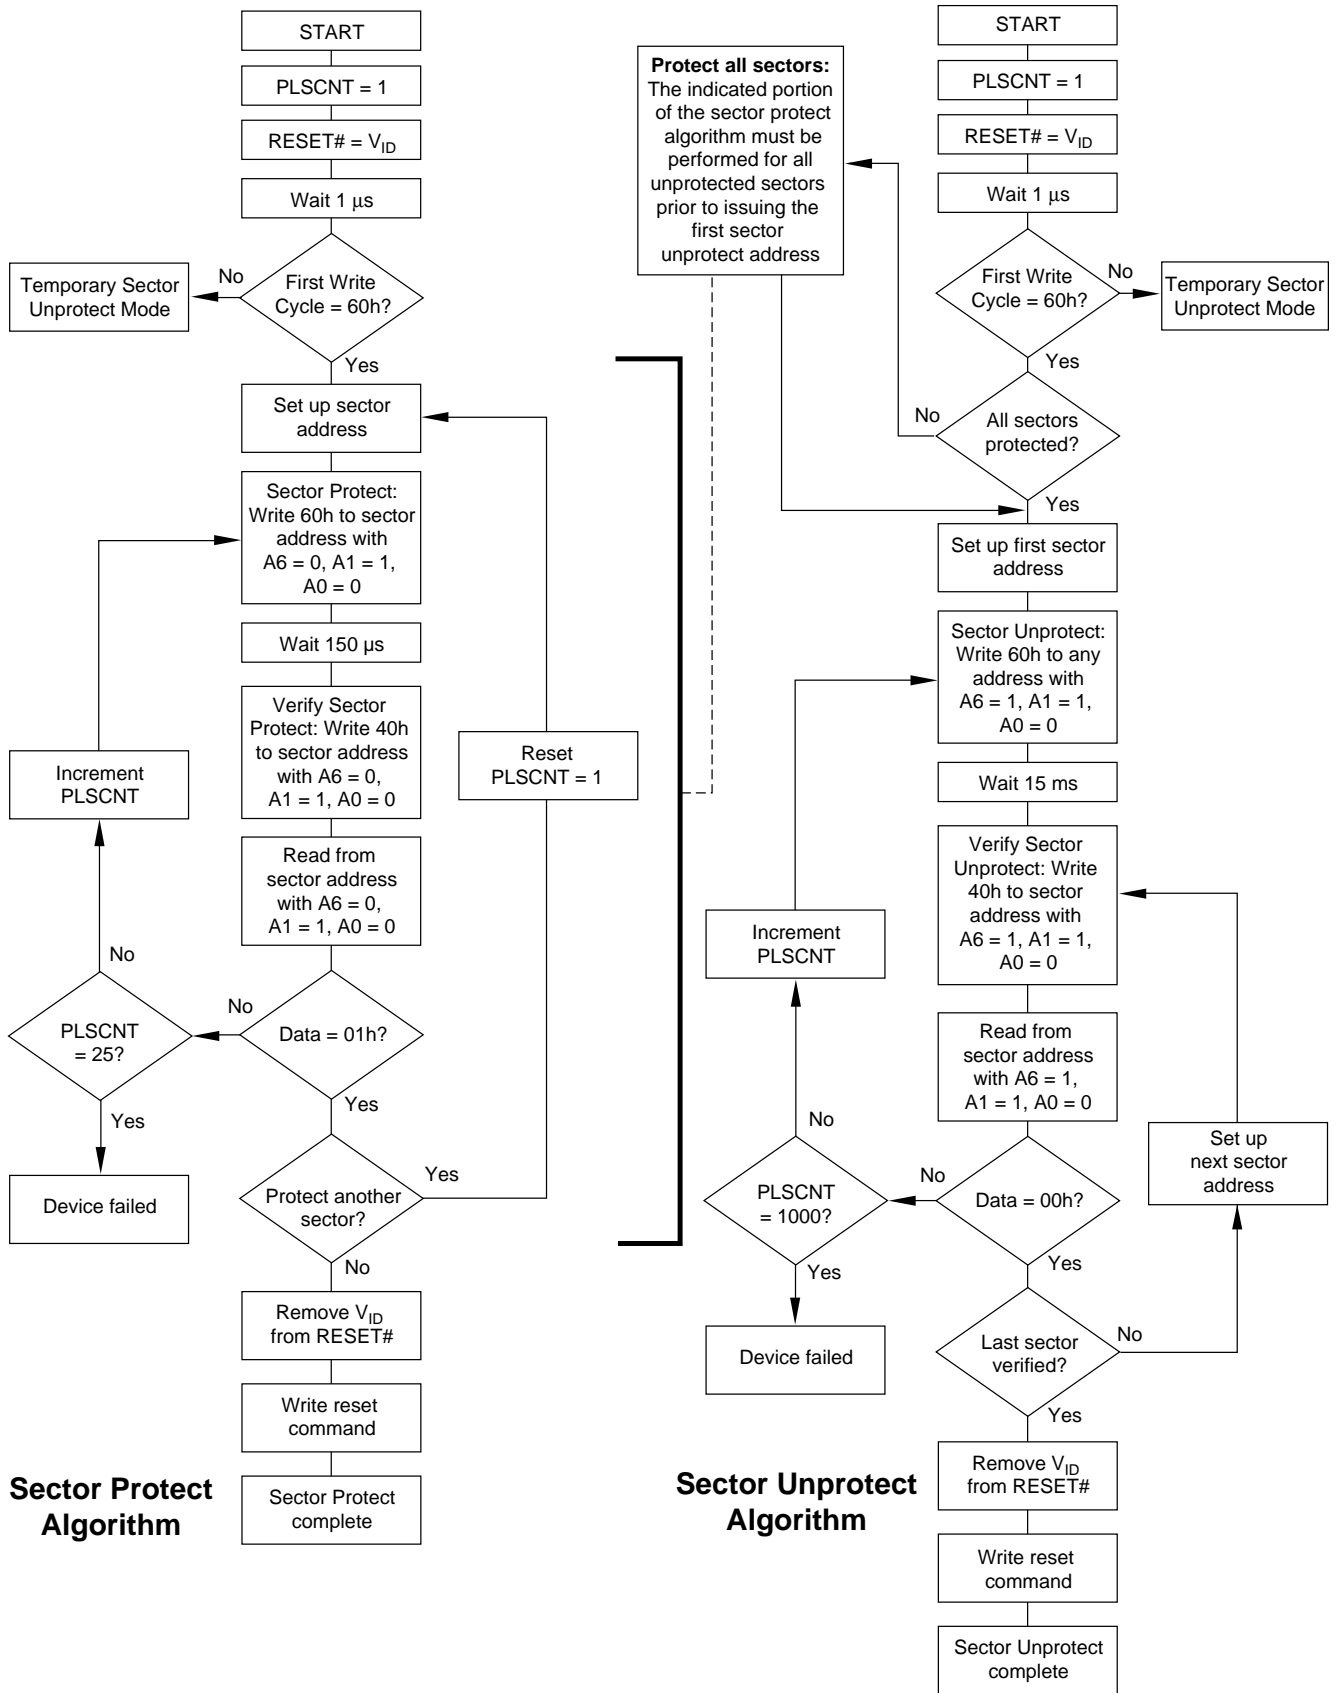 START
PLSCNT = 1
RESET# = VID
Wait 1 μs
First Write
Cycle = 60h?
No
Temporary Sector
Unprotect Mode
Yes
Set up sector
address
Sector Protect:
Write 60h to sector
address with
A6 = 0, A1 = 1,
A0 = 0
Wait 150 µs
Verify Sector
Protect: Write 40h
to sector address
with A6 = 0,
A1 = 1, A0 = 0
Reset
PLSCNT = 1
Increment
PLSCNT
Read from
sector address
with A6 = 0,
A1 = 1, A0 = 0
No
No
Data = 01h?
PLSCNT
= 25?
Yes
Yes
Device failed
Protect another
sector?
Yes
No
Remove VID
from RESET#
Write reset
command
Sector Protect
complete
Sector Protect
Algorithm
Protect all sectors:
The indicated portion
of the sector protect
algorithm must be
performed for all
unprotected sectors
prior to issuing the
first sector
unprotect address
START
PLSCNT = 1
RESET# = VID
Wait 1 μs
First Write
Cycle = 60h?
No
Temporary Sector
Unprotect Mode
Yes
No
All sectors
protected?
Yes
Set up first sector
address
Sector Unprotect:
Write 60h to any
address with
A6 = 1, A1 = 1,
A0 = 0
Wait 15 ms
Verify Sector
Unprotect: Write
40h to sector
address with
A6 = 1, A1 = 1,
A0 = 0
Increment
PLSCNT
Read from
sector address
with A6 = 1,
A1 = 1, A0 = 0
No
No
Data = 00h?
PLSCNT
= 1000?
Set up
next sector
address
Yes
Yes
Device failed
Last sector
verified?
No
Yes
Remove VID
from RESET#
Write reset
command
Sector Unprotect
complete
Sector Unprotect
Algorithm